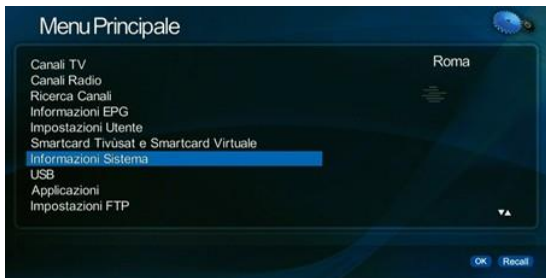 Menu Principale
Canali TV
Roma
Canali Radio
Ricerca Canali
Informazioni EPG
Impostazioni Utente
Smartcard Tivùsat e Smartcard Virtuale
Informazioni Sistema
USB
Applicazioni
Impostazioni FTP
OK Recall